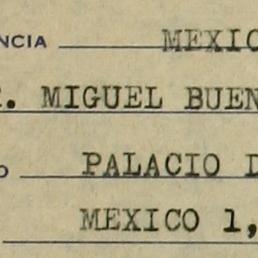 NCIA MEXIC
. MIGUEL BUEN
O PALACIO D
MEXICO 1,